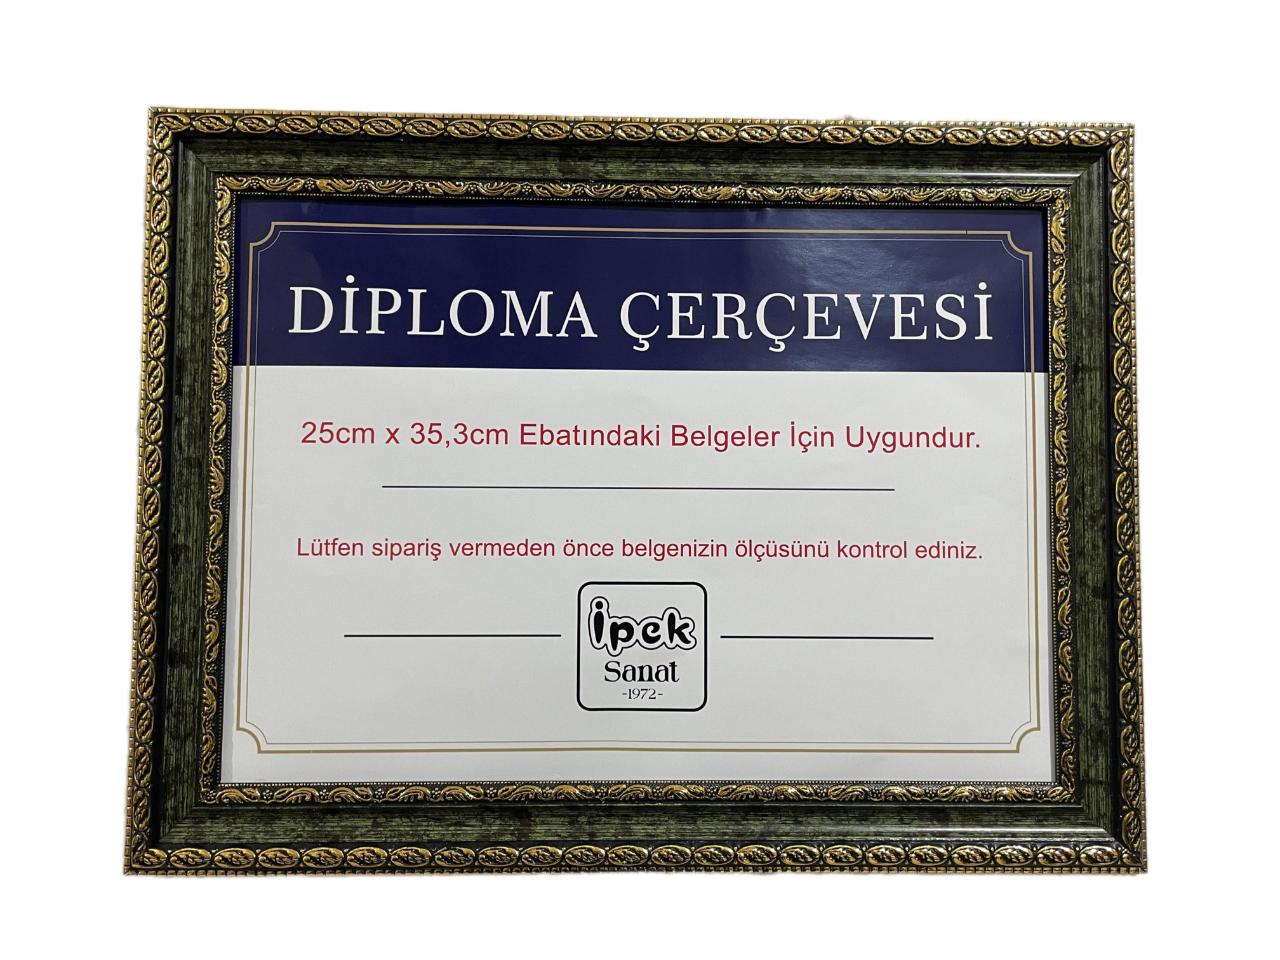 DİPLOMA ÇERÇEVESİ
25cm x 35,3cm Ebatındaki Belgeler İçin Uygundur.
Lütfen sipariş vermeden önce belgenizin ölçüsünü kontrol ediniz.
İpek
Sanat
-1972-